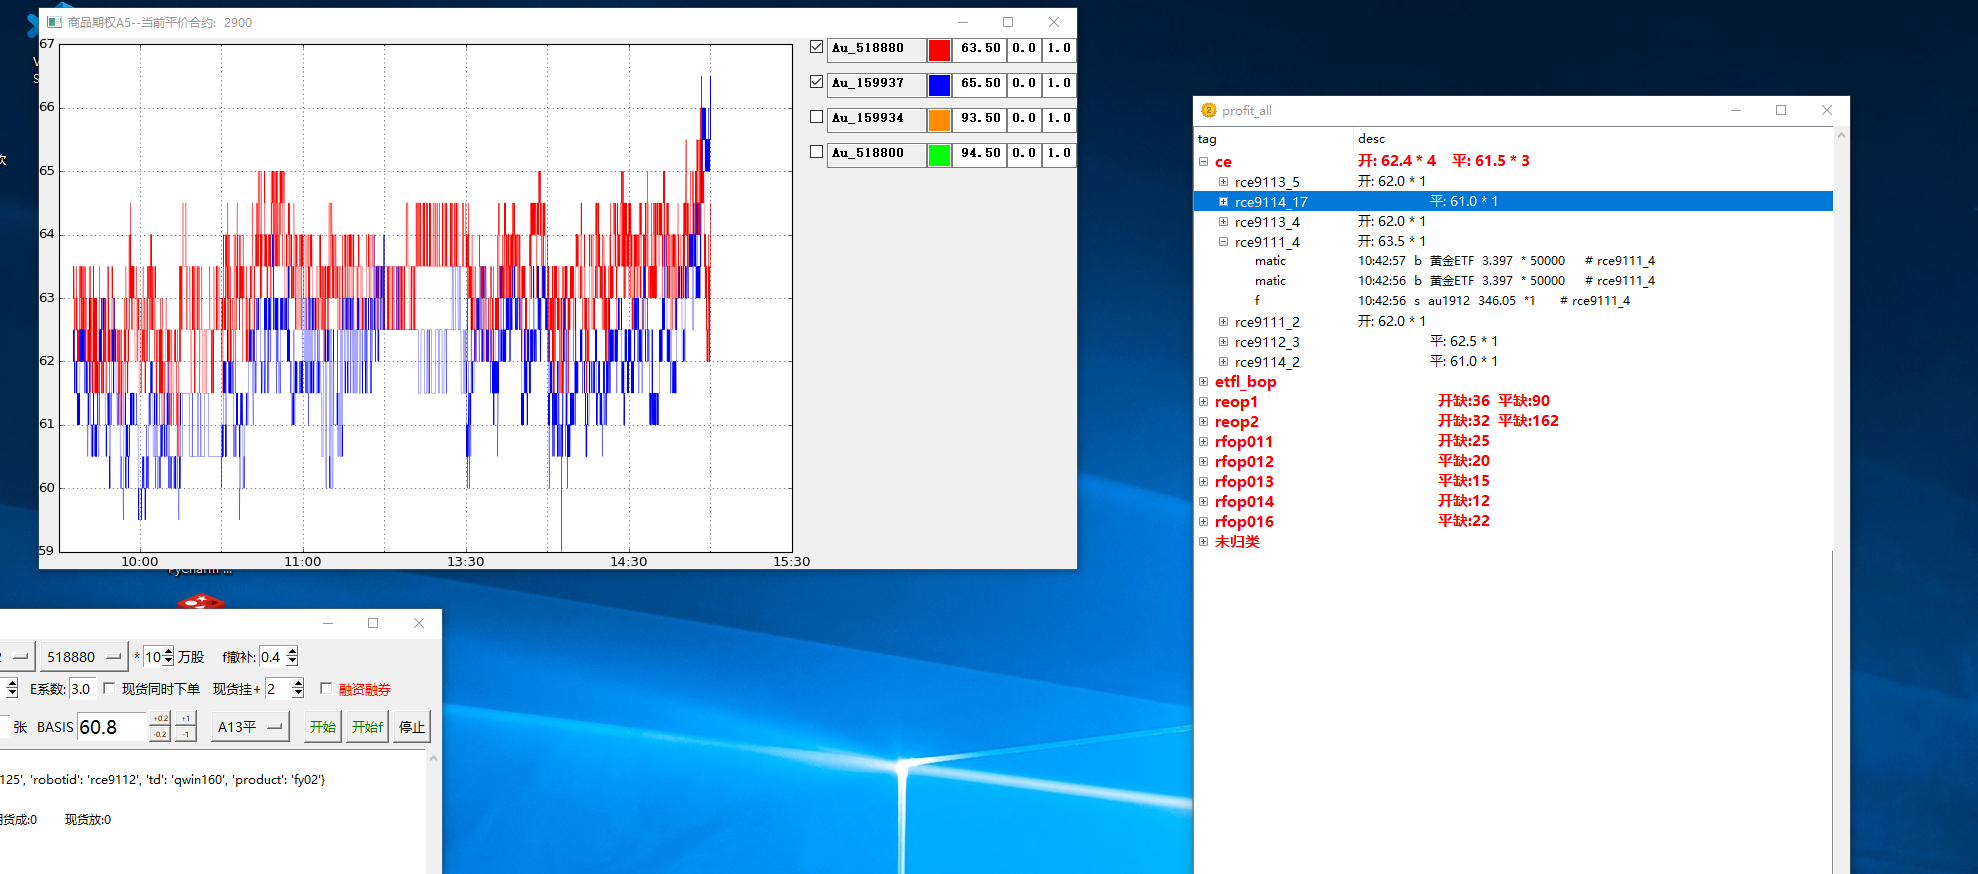 商品期权A5--当前平价合约: 2900
67
66
65
64
63
62
61
60
59
10:00 11:00 13:30 14:30 15:30
Au_518880 63.50 0.0 1.0
Au_159937 65.50 0.0 1.0
Au_159934 93.50 0.0 1.0
Au_518800 94.50 0.0 1.0
518880 * 10 万股 f撤补: 0.4
E系数: 3.0 现货同时下单 现货挂+ 2 融资融券
张 BASIS 60.8 +0.2 -0.2 +1 -1 A13平 开始 开始f 停止
125', 'robotid': 'rce9112', 'td': 'qwin160', 'product': 'fy02'}
货成:0 现货放:0
profit_all
tag desc
ce 开: 62.4 * 4 平: 61.5 * 3
rce9113_5 开: 62.0 * 1
rce9114_17 平: 61.0 * 1
rce9113_4 开: 62.0 * 1
rce9111_4 开: 63.5 * 1
matic 10:42:57 b 黄金ETF 3.397 * 50000 # rce9111_4
matic 10:42:56 b 黄金ETF 3.397 * 50000 # rce9111_4
f 10:42:56 s au1912 346.05 *1 # rce9111_4
rce9111_2 开: 62.0 * 1
rce9112_3 平: 62.5 * 1
rce9114_2 平: 61.0 * 1
etfl_bop
reop1 开缺:36 平缺:90
reop2 开缺:32 平缺:162
rfop011 开缺:25
rfop012 平缺:20
rfop013 平缺:15
rfop014 开缺:12
rfop016 平缺:22
未归类